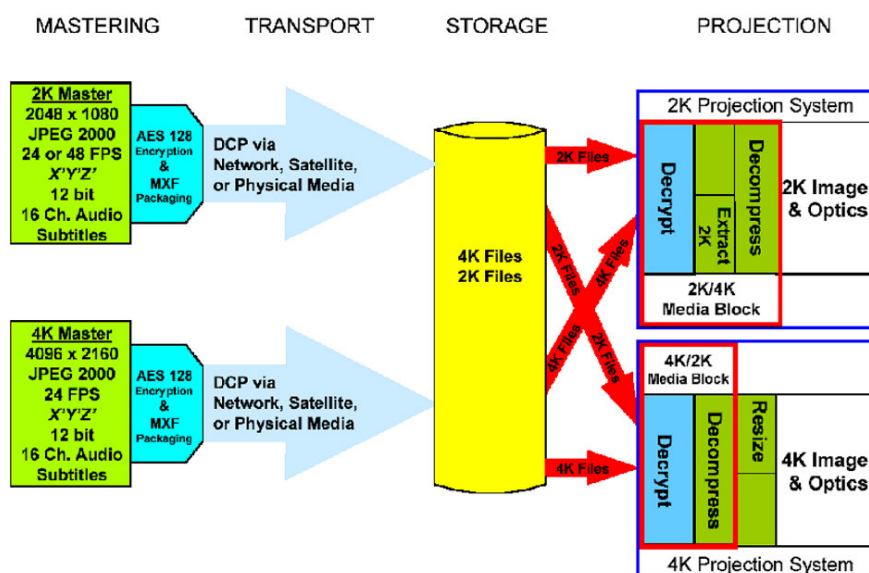 MASTERING
TRANSPORT
STORAGE
PROJECTION
2K Master
2048 x 1080
JPEG 2000
24 or 48 FPS
X'Y'Z'
12 bit
16 Ch. Audio
Subtitles
AES 128
Encryption
&
MXF
Packaging
DCP via
Network, Satellite,
or Physical Media
4K Master
4096 x 2160
JPEG 2000
24 FPS
X'Y'Z'
12 bit
16 Ch. Audio
Subtitles
AES 128
Encryption
&
MXF
Packaging
DCP via
Network, Satellite,
or Physical Media
4K Files
2K Files
2K Files
2K Files
4K Files
4K Files
2K Files
4K Files
2K Projection System
Decrypt
Extract
2K
Decompress
2K Image
& Optics
2K/4K
Media Block
4K/2K
Media Block
Decrypt
Decompress
Resize
4K Image
& Optics
4K Projection System